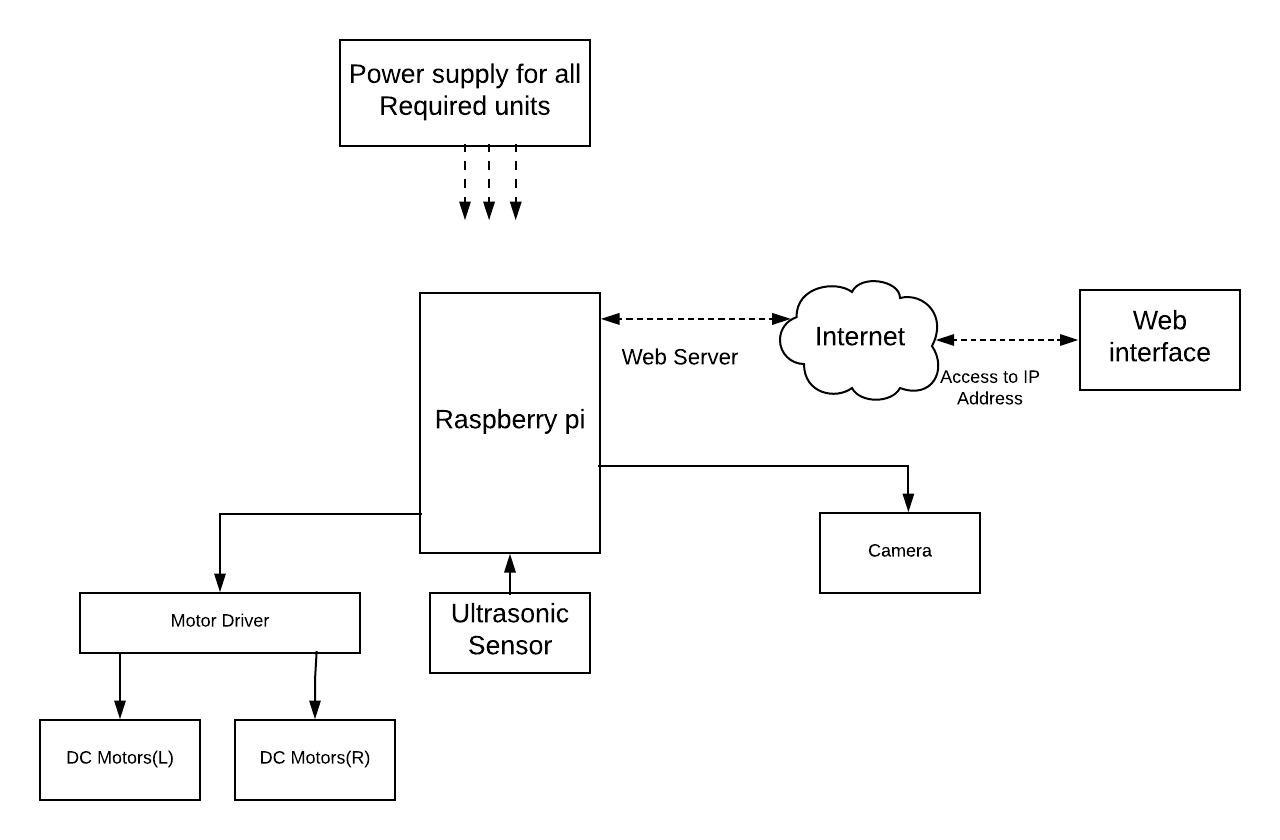 Power supply for all
Required units
Internet
Web
interface
Web Server
Access to IP
Address
Raspberry pi
Camera
Motor Driver
Ultrasonic
Sensor
DC Motors(L)
DC Motors(R)